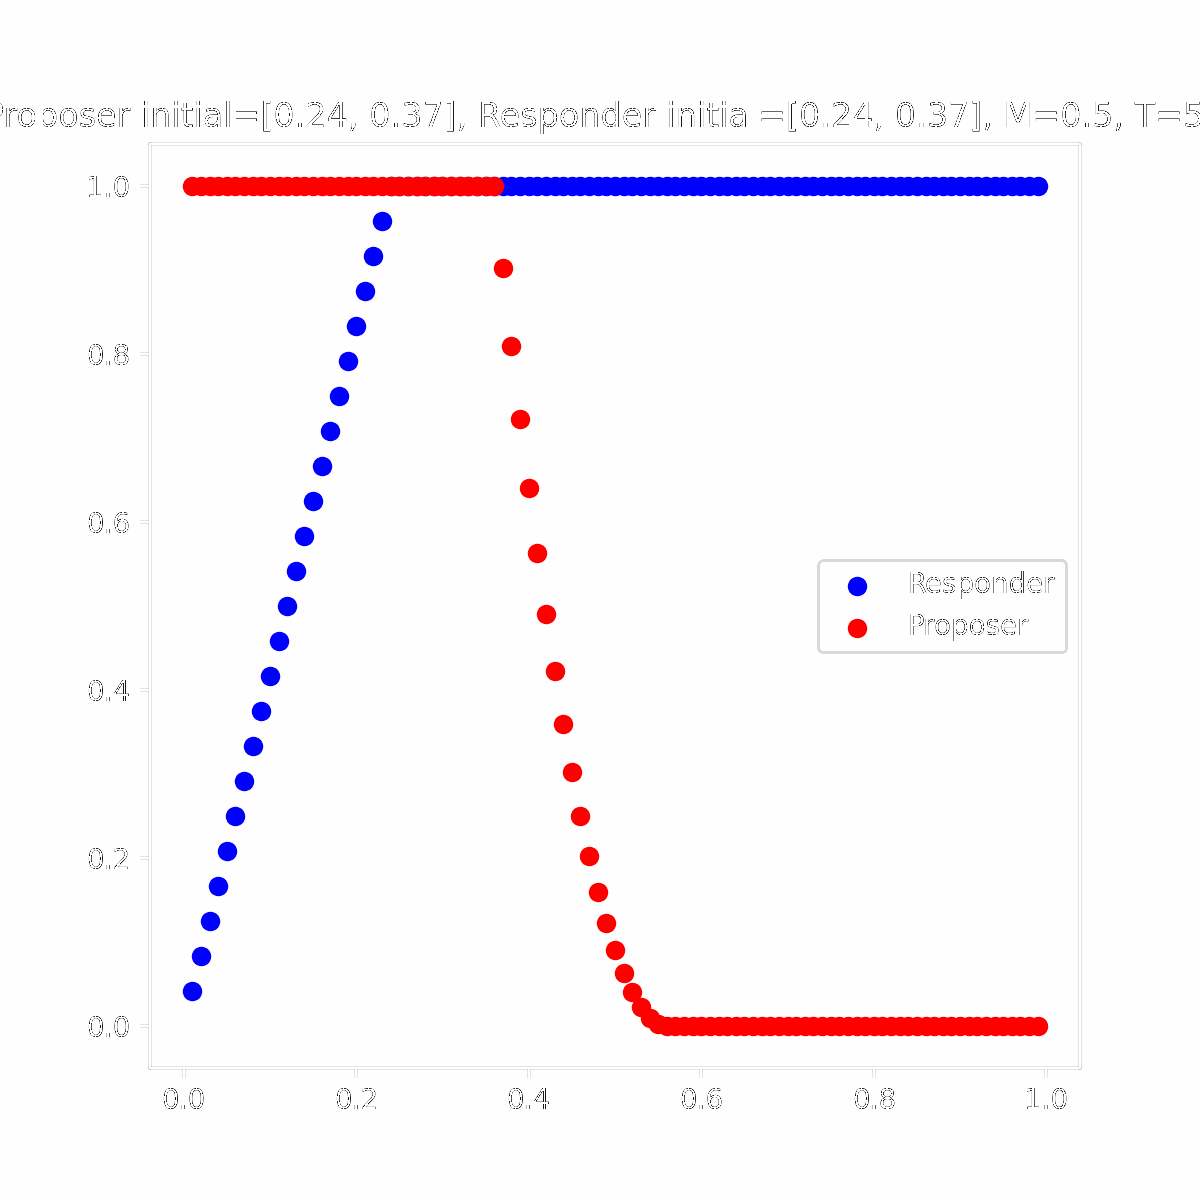 Proposer initial=[0.24, 0.37], Responder initia =[0.24, 0.37], M=0.5, T=5
1.0
0.8
0.6
0.4
0.2
0.0
Responder
Proposer
0.0 0.2 0.4 0.6 0.8 1.0